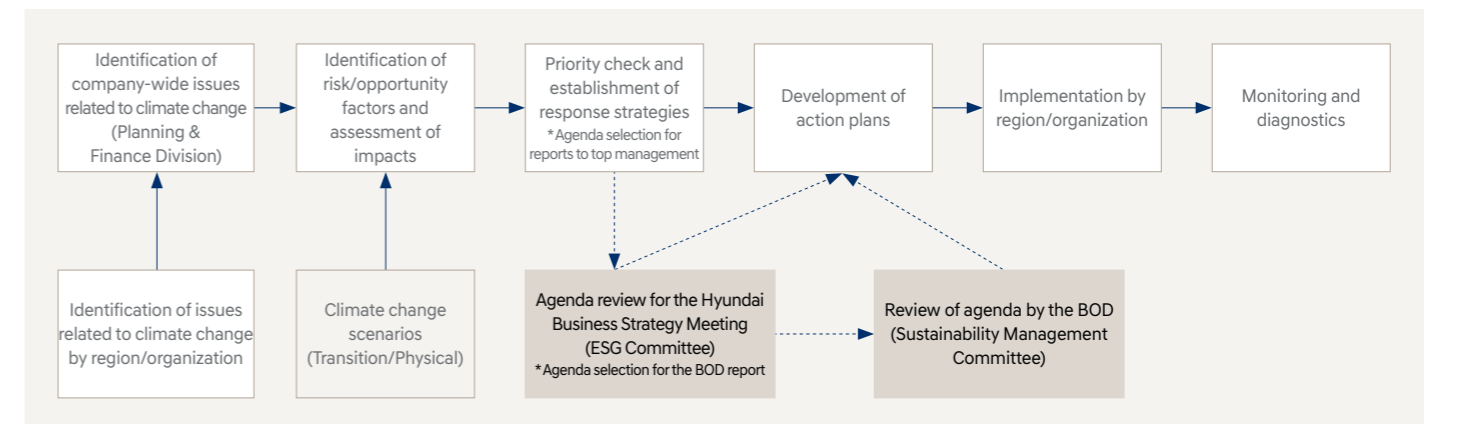 Identification of
company-wide issues
related to climate change
(Planning &
Finance Division)
Identification of
risk/opportunity
factors and
assessment of
impacts
Priority check and
establishment of
response strategies
*Agenda selection for
reports to top management
Development of
action plans
Implementation by
region/organization
Monitoring and
diagnostics
Identification of issues
related to climate change
by region/organization
Climate change
scenarios
(Transition/Physical)
Agenda review for the Hyundai
Business Strategy Meeting
(ESG Committee)
*Agenda selection for the BOD report
Review of agenda by the BOD
(Sustainability Management
Committee)